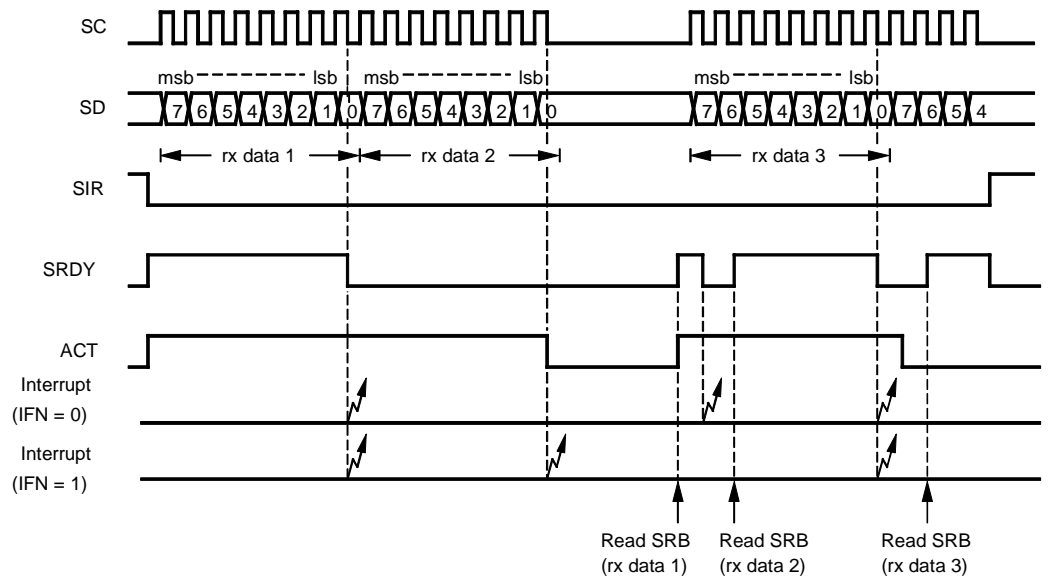 SC
msb lsb msb lsb msb lsb
SD 7 6 5 4 3 2 1 0 7 6 5 4 3 2 1 0 7 6 5 4 3 2 1 0 7 6 5 4
rx data 1 rx data 2 rx data 3
SIR
SRDY
ACT
Interrupt
(IFN = 0)
Interrupt
(IFN = 1)
Read SRB
(rx data 1)
Read SRB
(rx data 2)
Read SRB
(rx data 3)